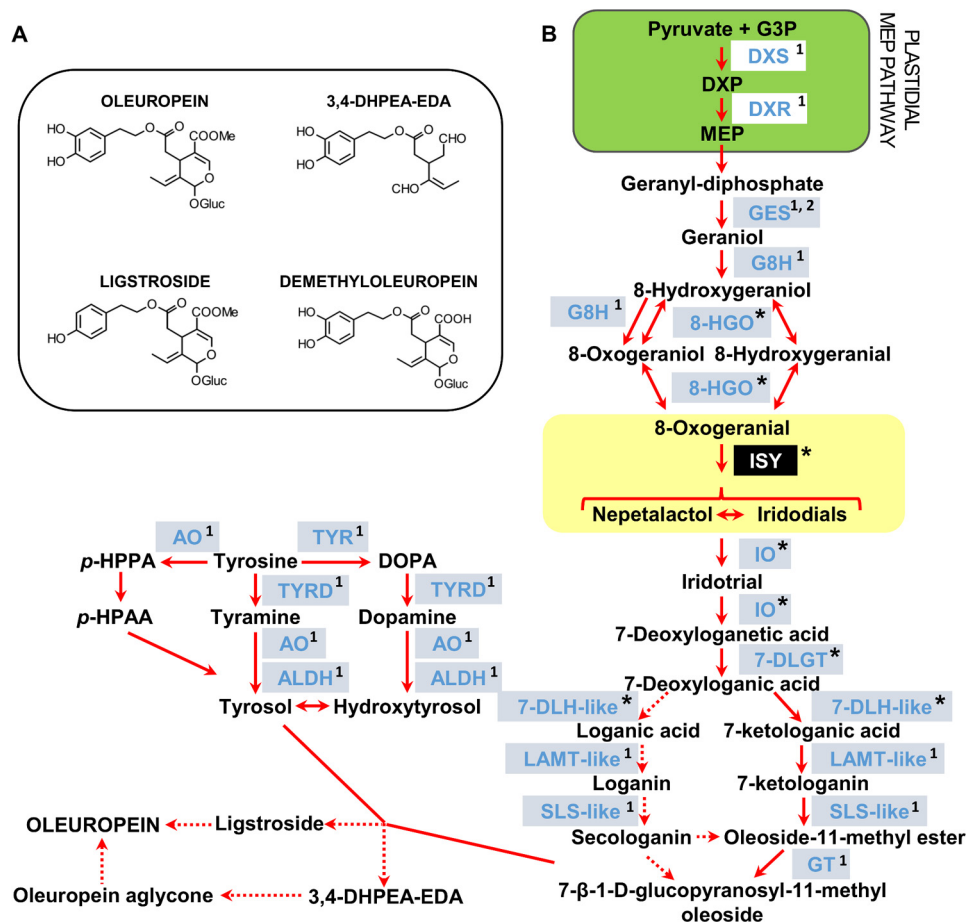 A
OLEUROPEIN
HO
HO
O
O
COOMe
O
OGluc
3,4-DHPEA-EDA
HO
HO
O
O
CHO
CHO
LIGSTROSIDE
HO
O
O
COOMe
O
OGluc
DEMETHYLOLEUROPEIN
HO
HO
O
O
COOH
O
OGluc
B
PLASTIDIAL
MEP PATHWAY
Pyruvate + G3P
DXS 1
DXP
DXR 1
MEP
Geranyl-diphosphate
GES 1, 2
Geraniol
G8H 1
8-Hydroxygeraniol
G8H 1
8-HGO*
8-Oxogeraniol 8-Hydroxygeranial
8-HGO*
8-Oxogeranial
ISY *
Nepetalactol Iridodials
IO*
Iridotrial
IO*
7-Deoxyloganetic acid
7-DLGT*
7-Deoxyloganic acid
7-DLH-like* 7-DLH-like*
Loganic acid 7-ketologanic acid
LAMT-like 1 LAMT-like 1
Loganin 7-ketologanin
SLS-like 1 SLS-like 1
Secologanin Oleoside-11-methyl ester
GT 1
7-β-1-D-glucopyranosyl-11-methyl
oleoside
AO 1 TYR 1
p-HPPA Tyrosine DOPA
TYRD 1 TYRD 1
p-HPAA Tyramine Dopamine
AO 1 AO 1
ALDH 1 ALDH 1
Tyrosol Hydroxytyrosol
OLEUROPEIN Ligstroside
Oleuropein aglycone 3,4-DHPEA-EDA